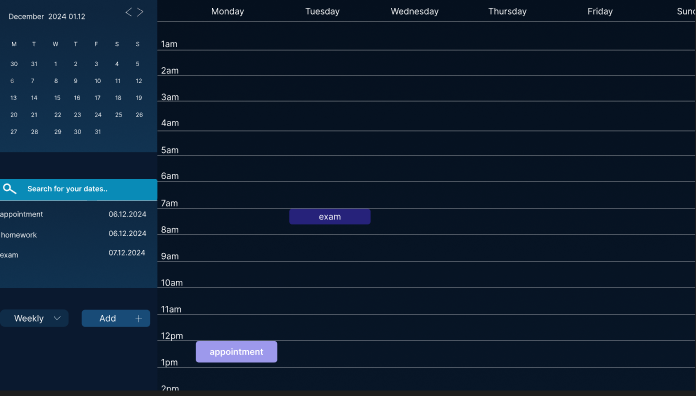 December 2024 01.12
M T W T F S S
30 31 1 2 3 4 5
6 7 8 9 10 11 12
13 14 15 16 17 18 19
20 21 22 23 24 25 26
27 28 29 30 31
Search for your dates..
appointment 06.12.2024
homework 06.12.2024
exam 07.12.2024
Weekly
Add +
Monday Tuesday Wednesday Thursday Friday Sunc
1am
2am
3am
4am
5am
6am
7am
exam
8am
9am
10am
11am
12pm
appointment
1pm
2pm